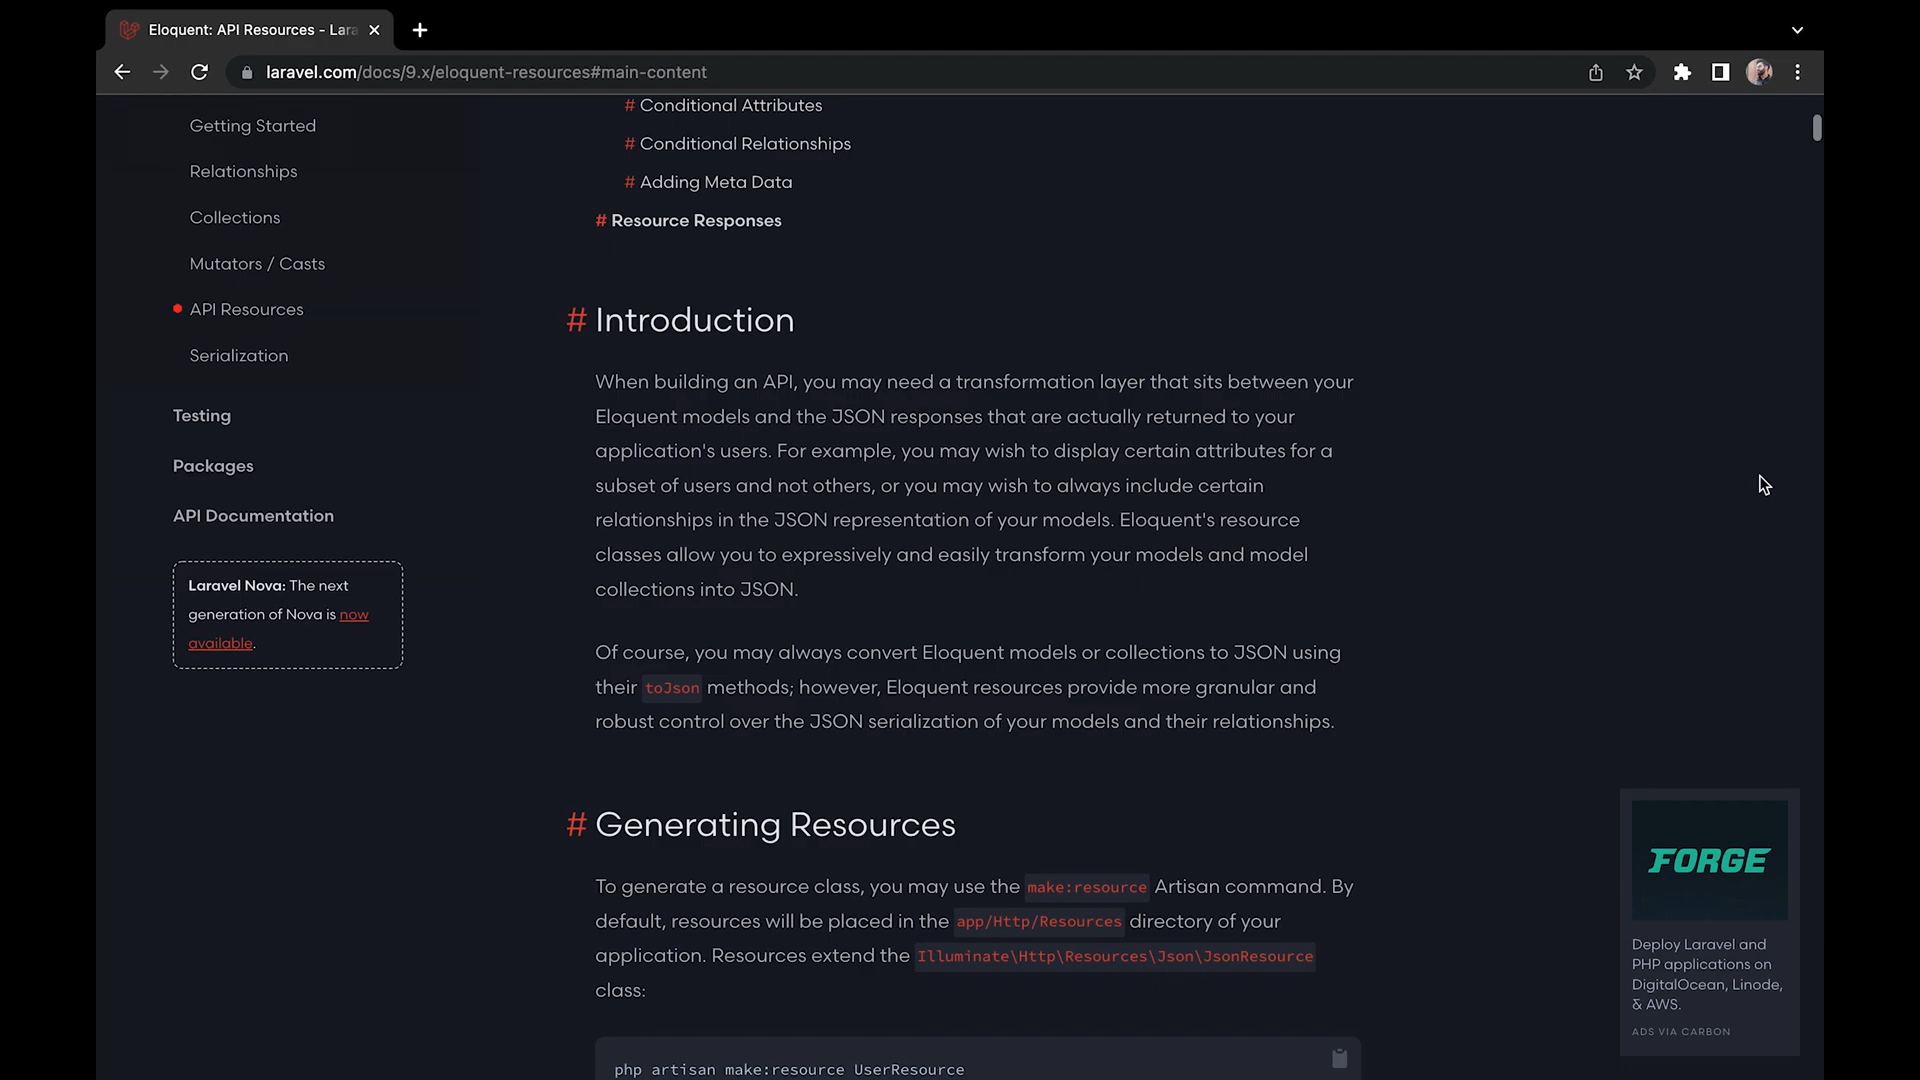 Eloquent: API Resources - Lara
laravel.com/docs/9.x/eloquent-resources#main-content
Getting Started
Relationships
Collections
Mutators / Casts
API Resources
Serialization
Testing
Packages
API Documentation
Laravel Nova: The next
generation of Nova is now
available.
# Conditional Attributes
# Conditional Relationships
# Adding Meta Data
# Resource Responses
# Introduction
When building an API, you may need a transformation layer that sits between your
Eloquent models and the JSON responses that are actually returned to your
application's users. For example, you may wish to display certain attributes for a
subset of users and not others, or you may wish to always include certain
relationships in the JSON representation of your models. Eloquent's resource
classes allow you to expressively and easily transform your models and model
collections into JSON.
Of course, you may always convert Eloquent models or collections to JSON using
their toJson methods; however, Eloquent resources provide more granular and
robust control over the JSON serialization of your models and their relationships.
# Generating Resources
To generate a resource class, you may use the make:resource Artisan command. By
default, resources will be placed in the app/Http/Resources directory of your
application. Resources extend the Illuminate\Http\Resources\Json\JsonResource
class:
php artisan make:resource UserResource
FORGE
Deploy Laravel and
PHP applications on
DigitalOcean, Linode,
& AWS.
ADS VIA CARBON